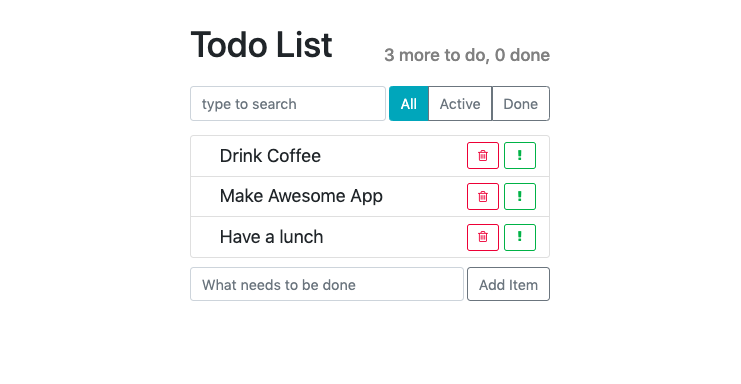 Todo List
3 more to do, 0 done
type to search
All
Active
Done
Drink Coffee
Make Awesome App
Have a lunch
What needs to be done
Add Item